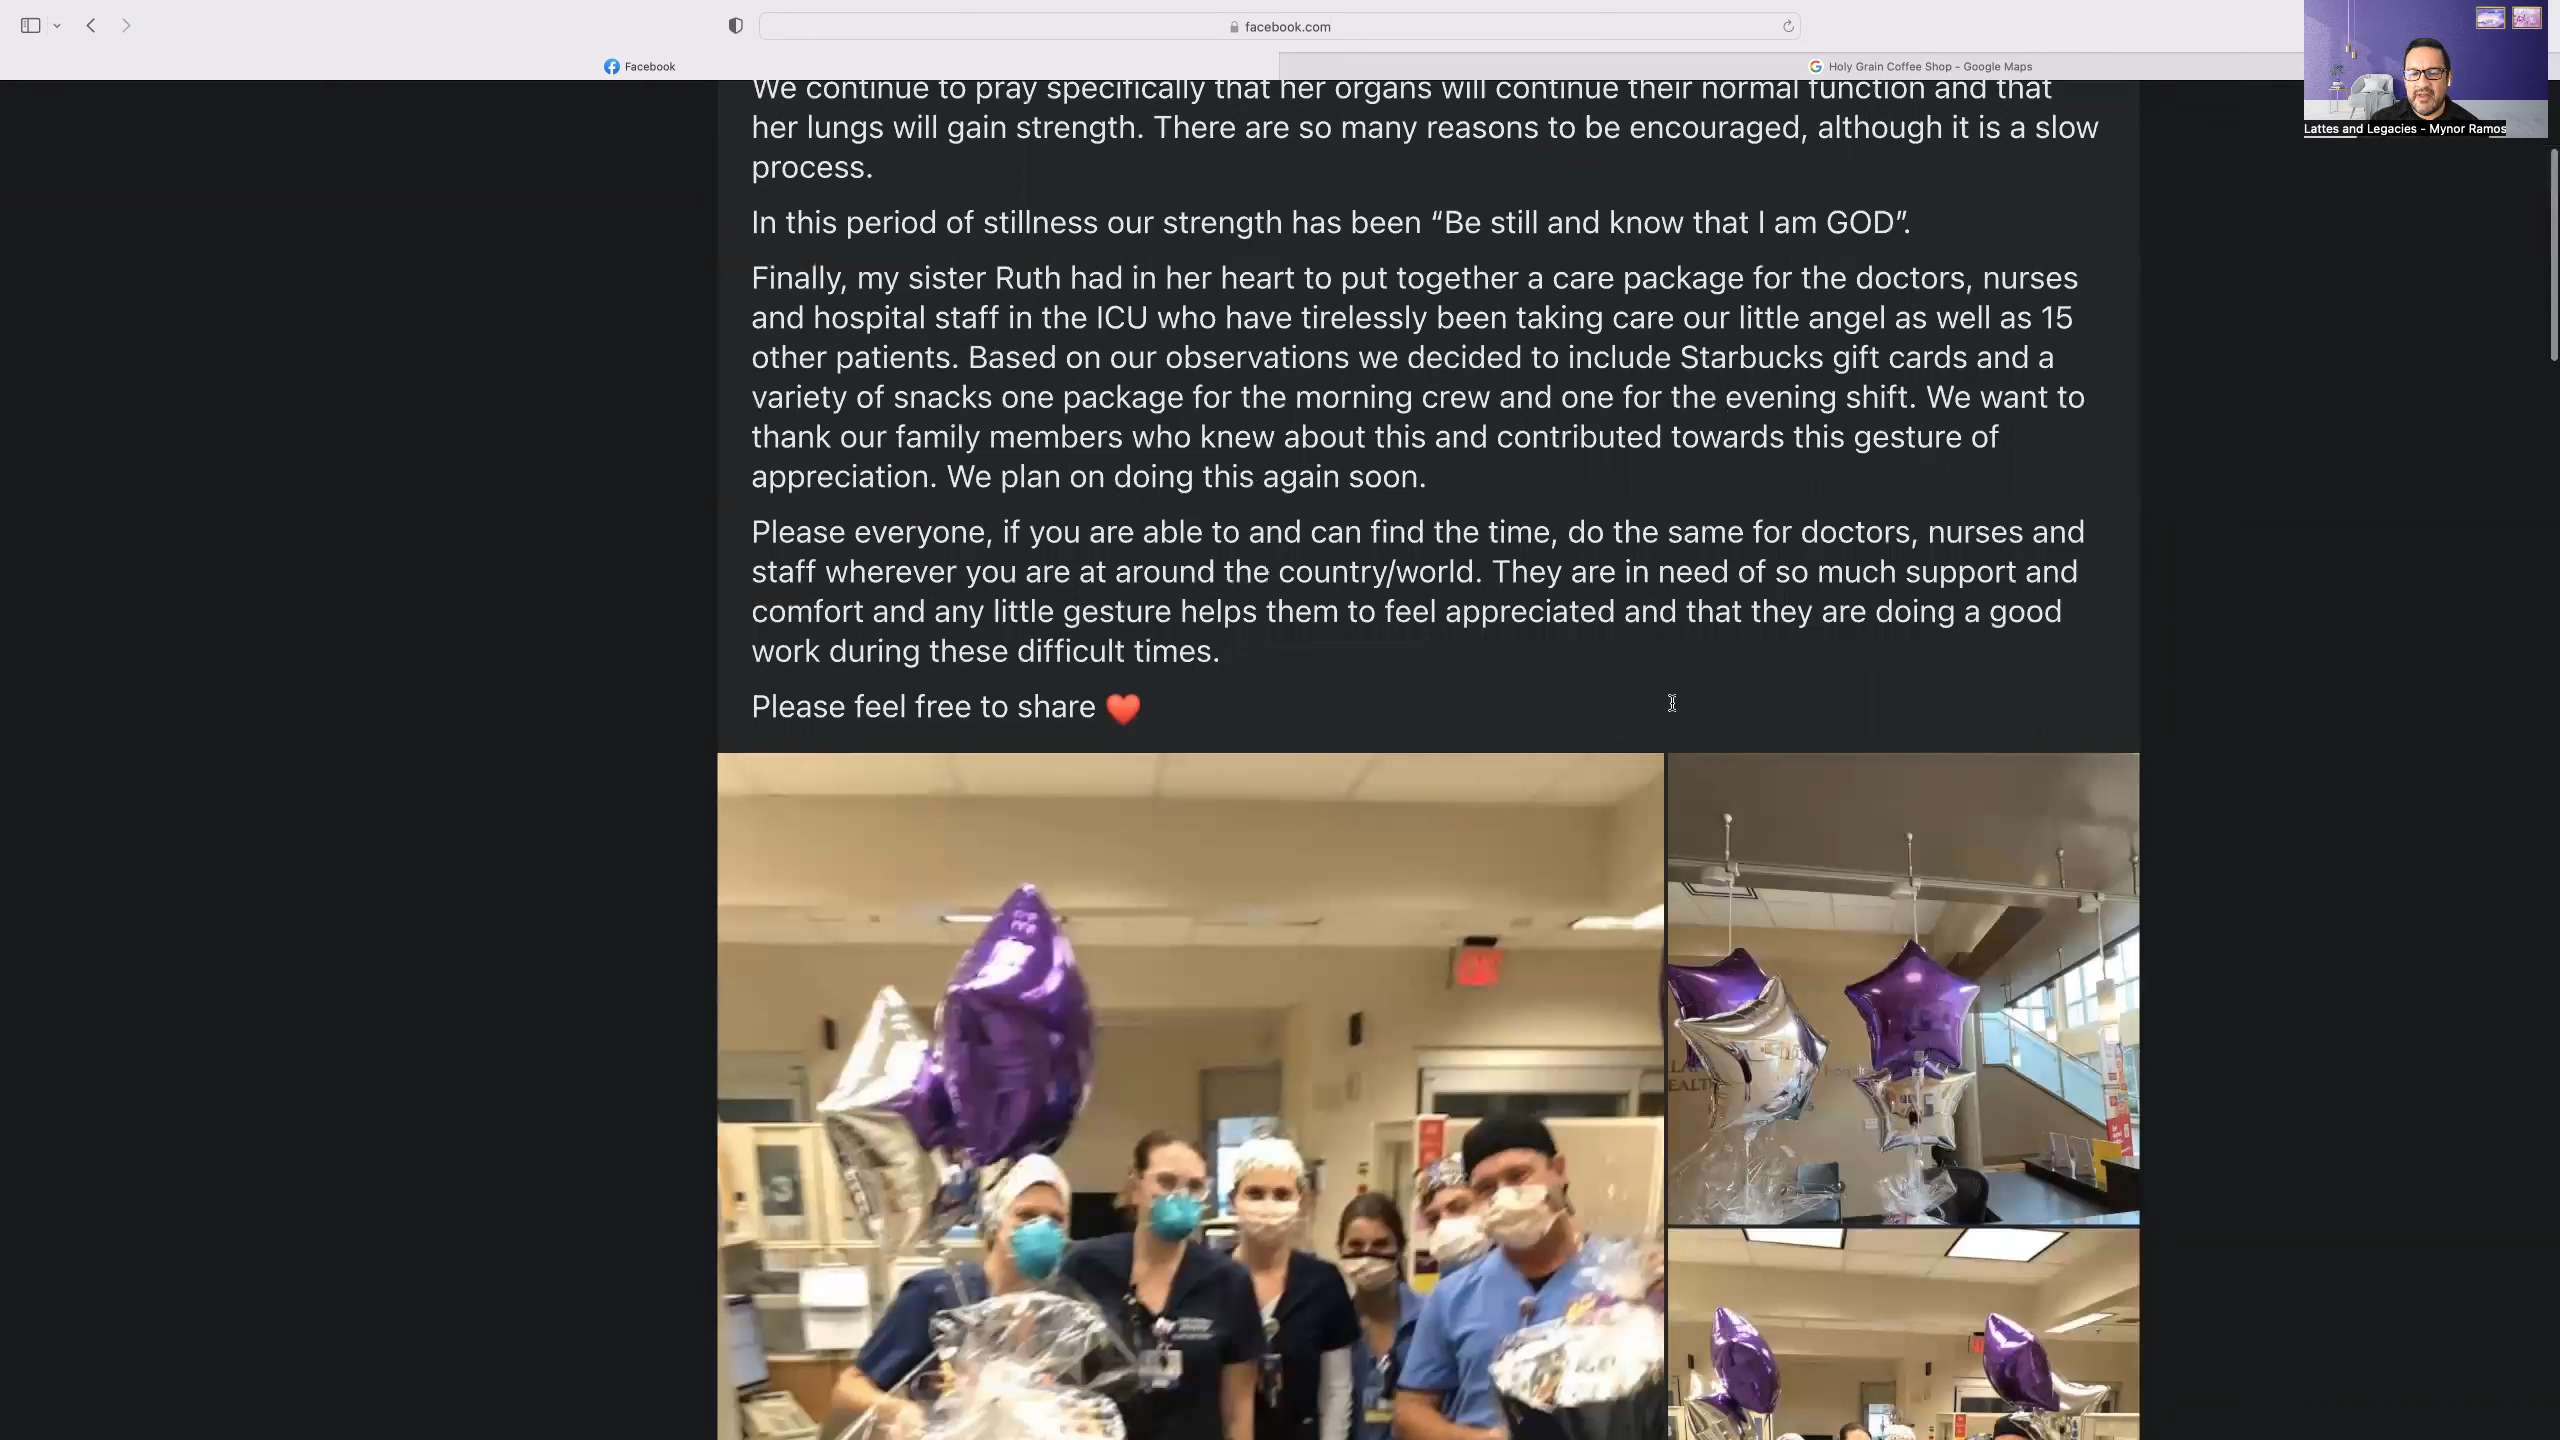 facebook.com
Facebook
Holy Grain Coffee Shop - Google Maps
Lattes and Legacies - Mynor Ramos
We continue to pray specifically that her organs will continue their normal function and that
her lungs will gain strength. There are so many reasons to be encouraged, although it is a slow
process.
In this period of stillness our strength has been “Be still and know that I am GOD”.
Finally, my sister Ruth had in her heart to put together a care package for the doctors, nurses
and hospital staff in the ICU who have tirelessly been taking care our little angel as well as 15
other patients. Based on our observations we decided to include Starbucks gift cards and a
variety of snacks one package for the morning crew and one for the evening shift. We want to
thank our family members who knew about this and contributed towards this gesture of
appreciation. We plan on doing this again soon.
Please everyone, if you are able to and can find the time, do the same for doctors, nurses and
staff wherever you are at around the country/world. They are in need of so much support and
comfort and any little gesture helps them to feel appreciated and that they are doing a good
work during these difficult times.
Please feel free to share ❤️